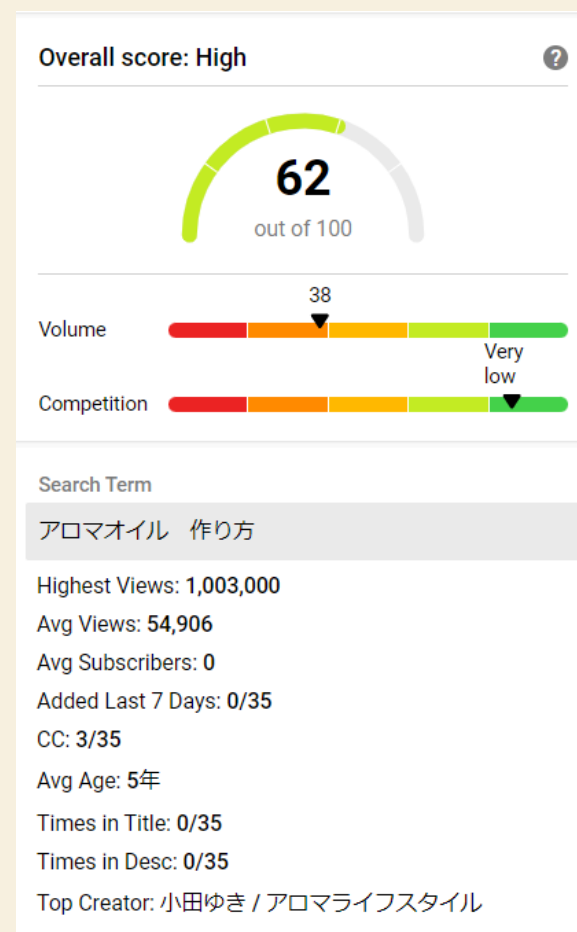 Overall score: High
?
62
out of 100
38
Volume
Very
low
Competition
Search Term
アロマオイル　作り方
Highest Views: 1,003,000
Avg Views: 54,906
Avg Subscribers: 0
Added Last 7 Days: 0/35
CC: 3/35
Avg Age: 5年
Times in Title: 0/35
Times in Desc: 0/35
Top Creator: 小田ゆき / アロマライフスタイル